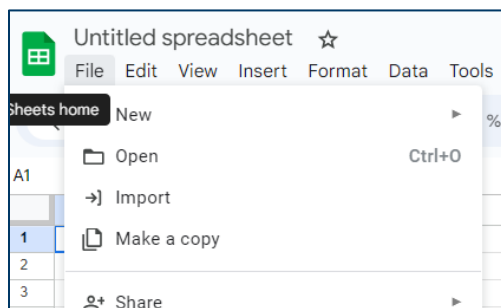 Untitled spreadsheet
File Edit View Insert Format Data Tools
Sheets home
New
%
Open Ctrl+O
A1
Import
1
Make a copy
2
3
Share